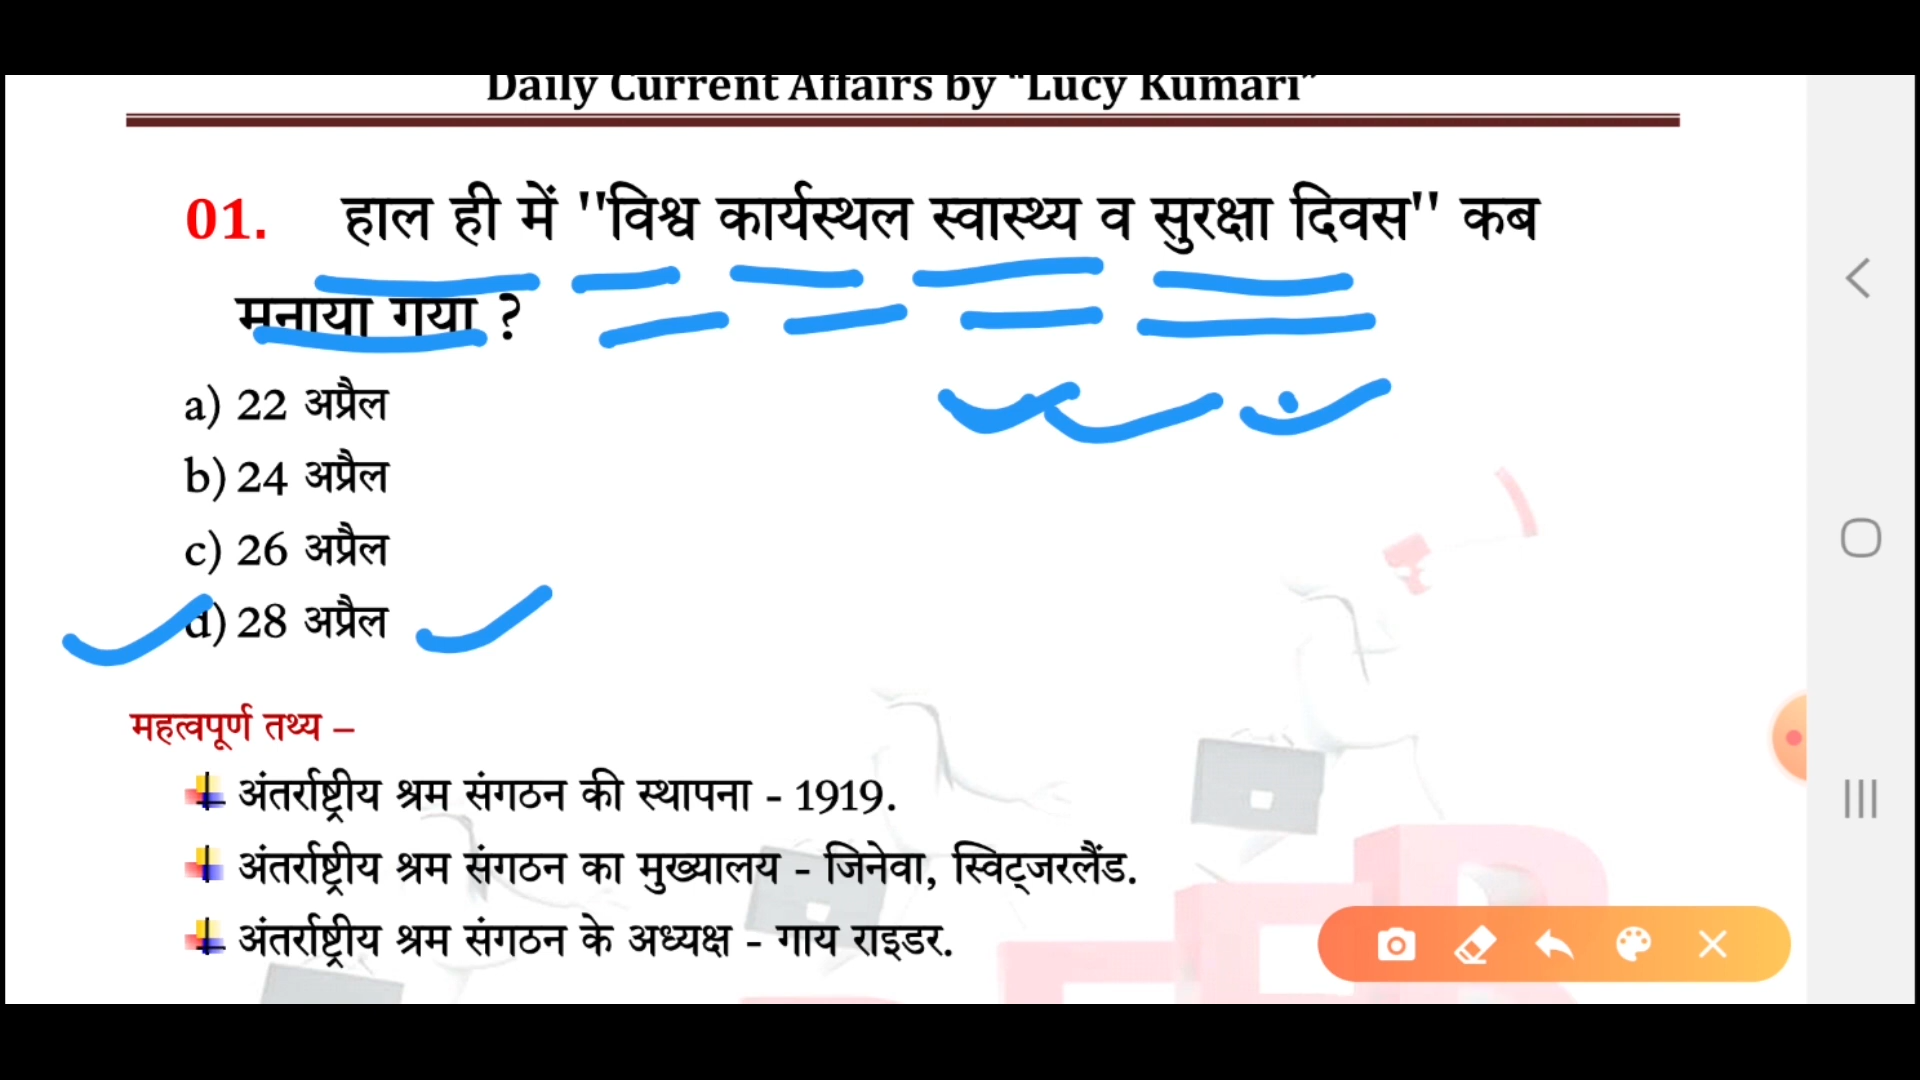 Daily Current Affairs by "Lucy Kumari"
01. हाल ही में "विश्व कार्यस्थल स्वास्थ्य व सुरक्षा दिवस" कब
मनाया गया ?
a) 22 अप्रैल
b) 24 अप्रैल
c) 26 अप्रैल
d) 28 अप्रैल
महत्वपूर्ण तथ्य –
अंतर्राष्ट्रीय श्रम संगठन की स्थापना - 1919.
अंतर्राष्ट्रीय श्रम संगठन का मुख्यालय - जिनेवा, स्विट्जरलैंड.
अंतर्राष्ट्रीय श्रम संगठन के अध्यक्ष - गाय राइडर.